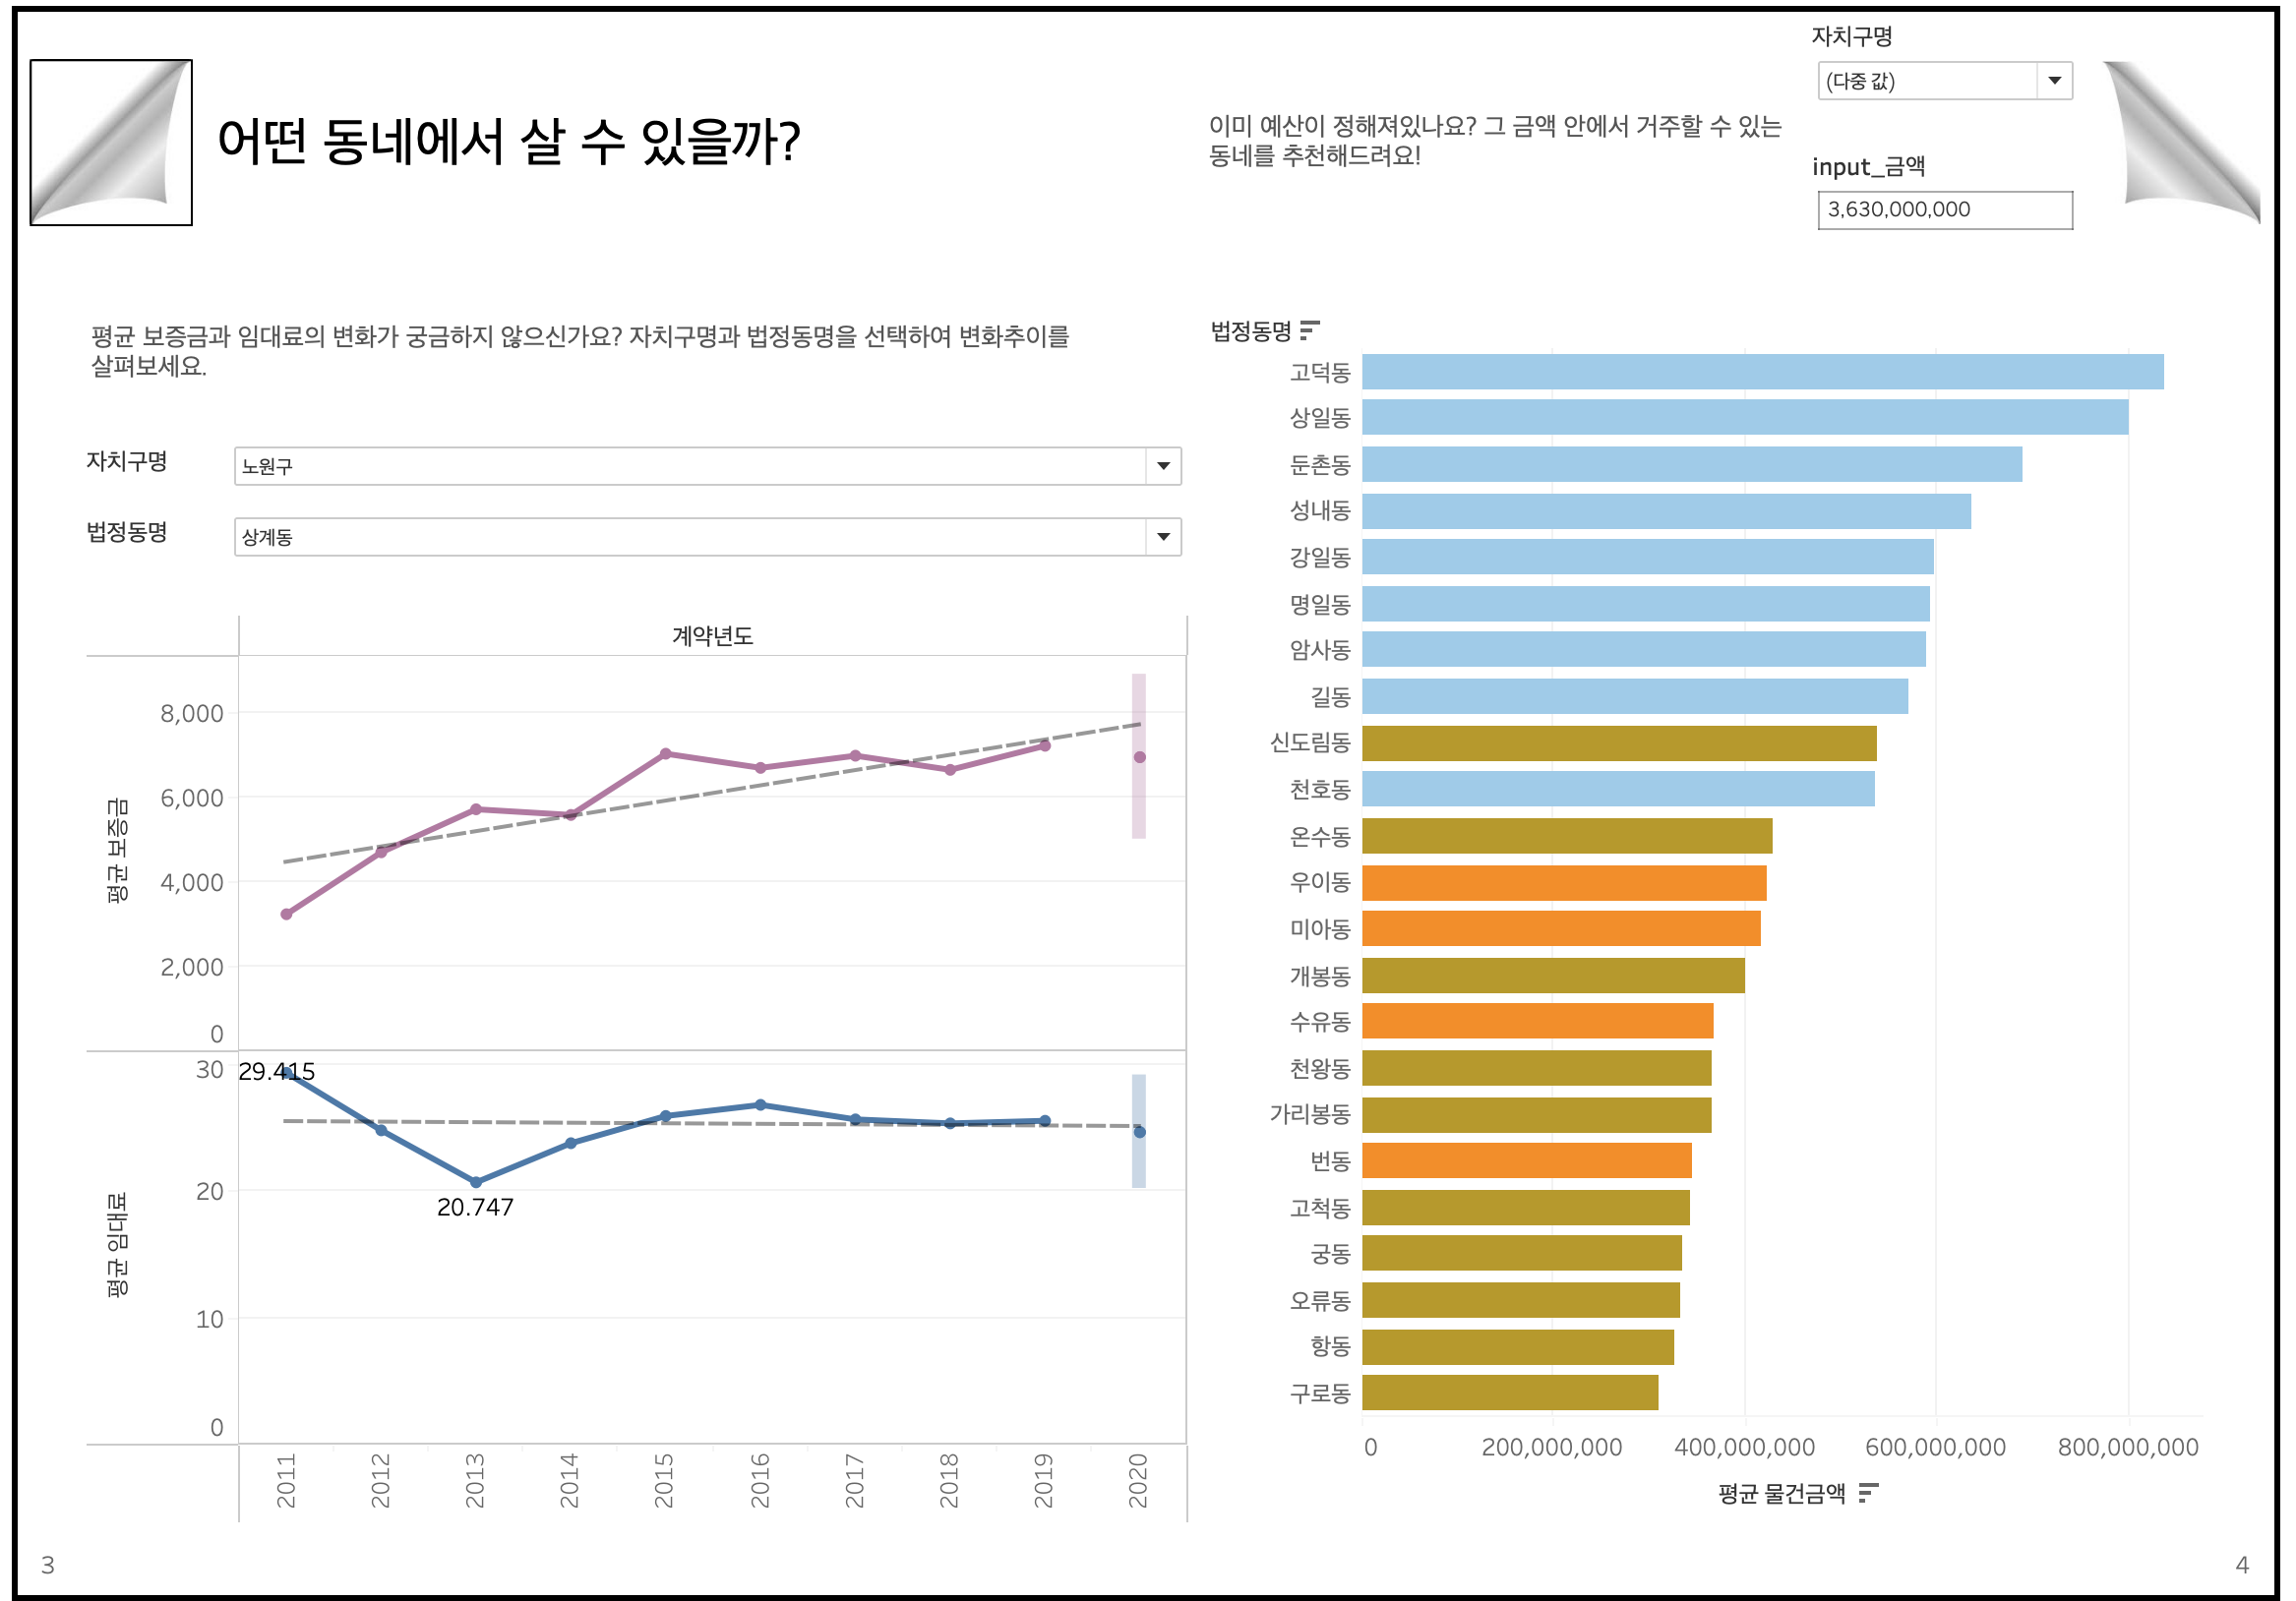 어떤 동네에서 살 수 있을까?
이미 예산이 정해져있나요? 그 금액 안에서 거주할 수 있는
동네를 추천해드려요!
자치구명
(다중 값)
input_금액
3,630,000,000
평균 보증금과 임대료의 변화가 궁금하지 않으신가요? 자치구명과 법정동명을 선택하여 변화추이를
살펴보세요.
자치구명
노원구
법정동명
상계동
계약년도
평균 보증금
8,000
6,000
4,000
2,000
0
평균 임대료
30
20
10
0
29.415
20.747
2011
2012
2013
2014
2015
2016
2017
2018
2019
2020
법정동명
고덕동
상일동
둔촌동
성내동
강일동
명일동
암사동
길동
신도림동
천호동
온수동
우이동
미아동
개봉동
수유동
천왕동
가리봉동
번동
고척동
궁동
오류동
항동
구로동
0
200,000,000
400,000,000
600,000,000
800,000,000
평균 물건금액
3
4